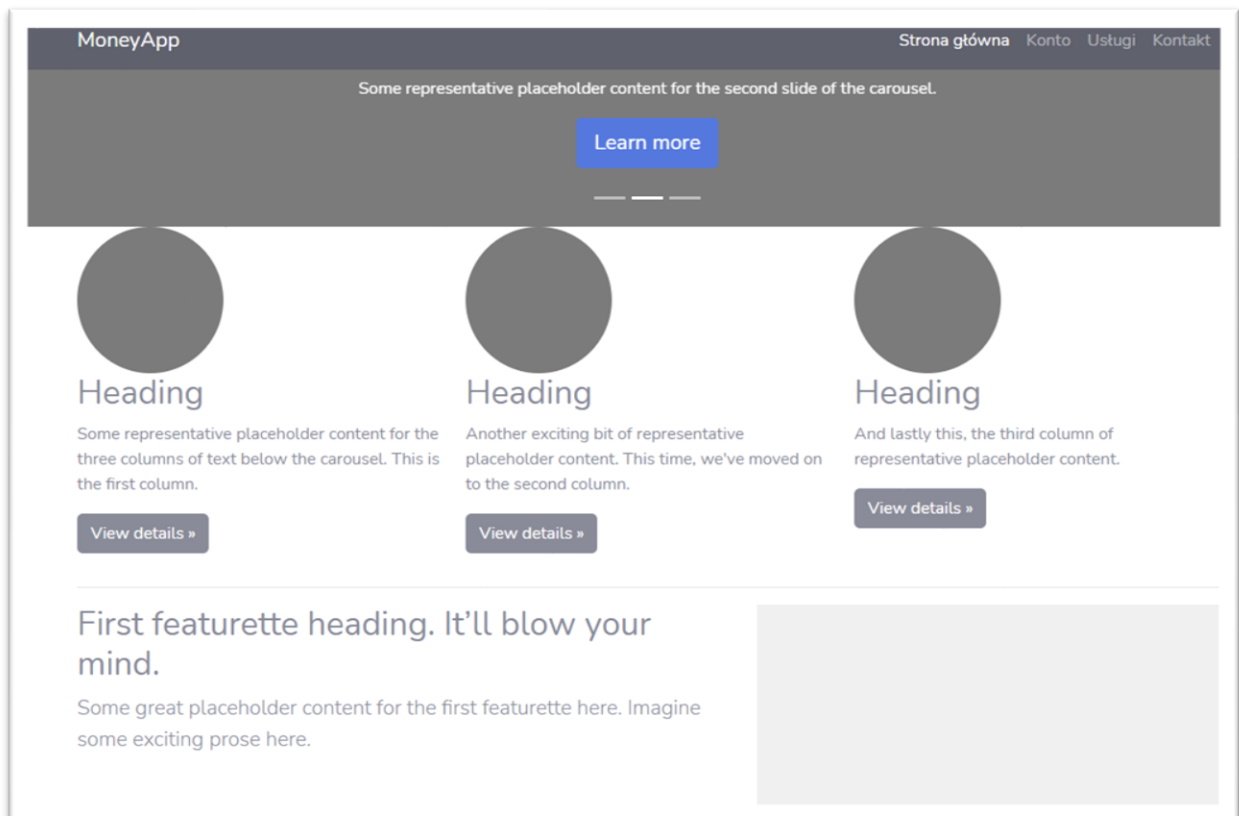 MoneyApp
Strona główna Konto Usługi Kontakt
Some representative placeholder content for the second slide of the carousel.
Learn more
Heading
Some representative placeholder content for the
three columns of text below the carousel. This is
the first column.
View details »
Heading
Another exciting bit of representative
placeholder content. This time, we've moved on
to the second column.
View details »
Heading
And lastly this, the third column of
representative placeholder content.
View details »
First featurette heading. It’ll blow your
mind.
Some great placeholder content for the first featurette here. Imagine
some exciting prose here.